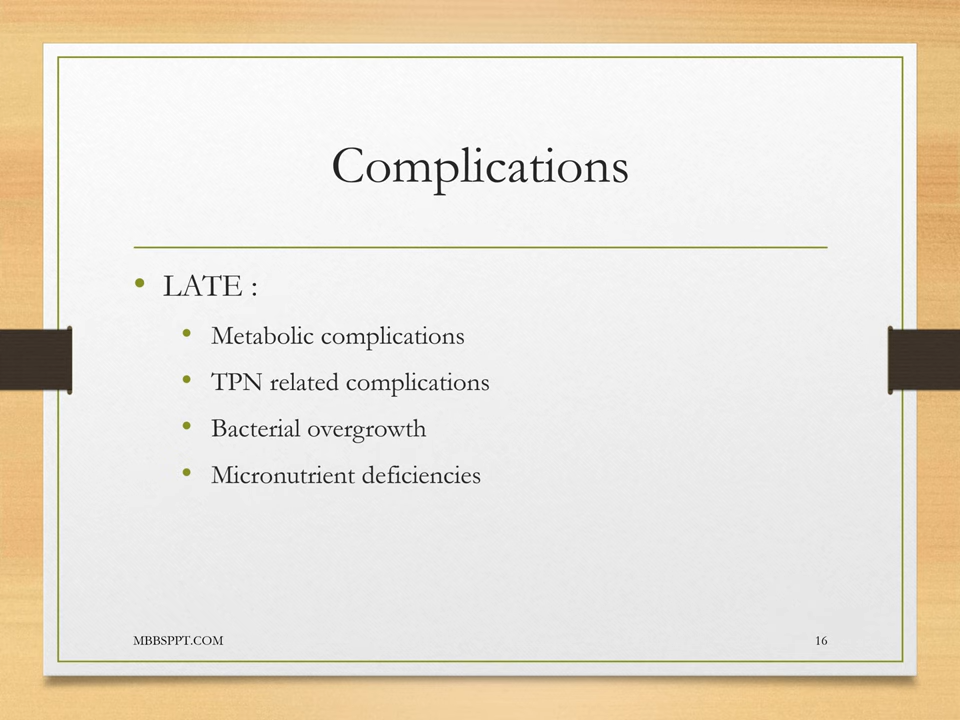 Complications
• LATE :
• Metabolic complications
• TPN related complications
• Bacterial overgrowth
• Micronutrient deficiencies
MBBSPPT.COM
16